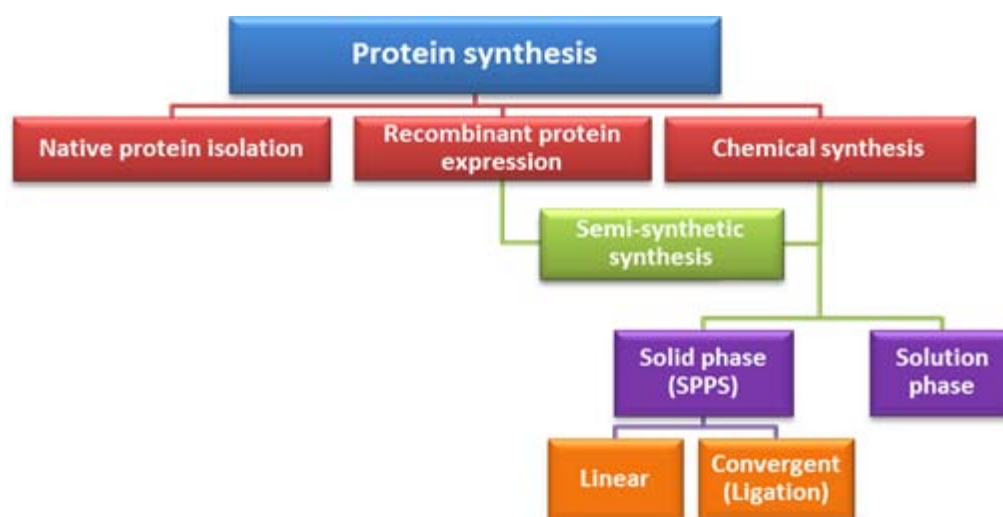 Protein synthesis
Native protein isolation
Recombinant protein
expression
Chemical synthesis
Semi-synthetic
synthesis
Solid phase
(SPPS)
Solution
phase
Linear
Convergent
(Ligation)